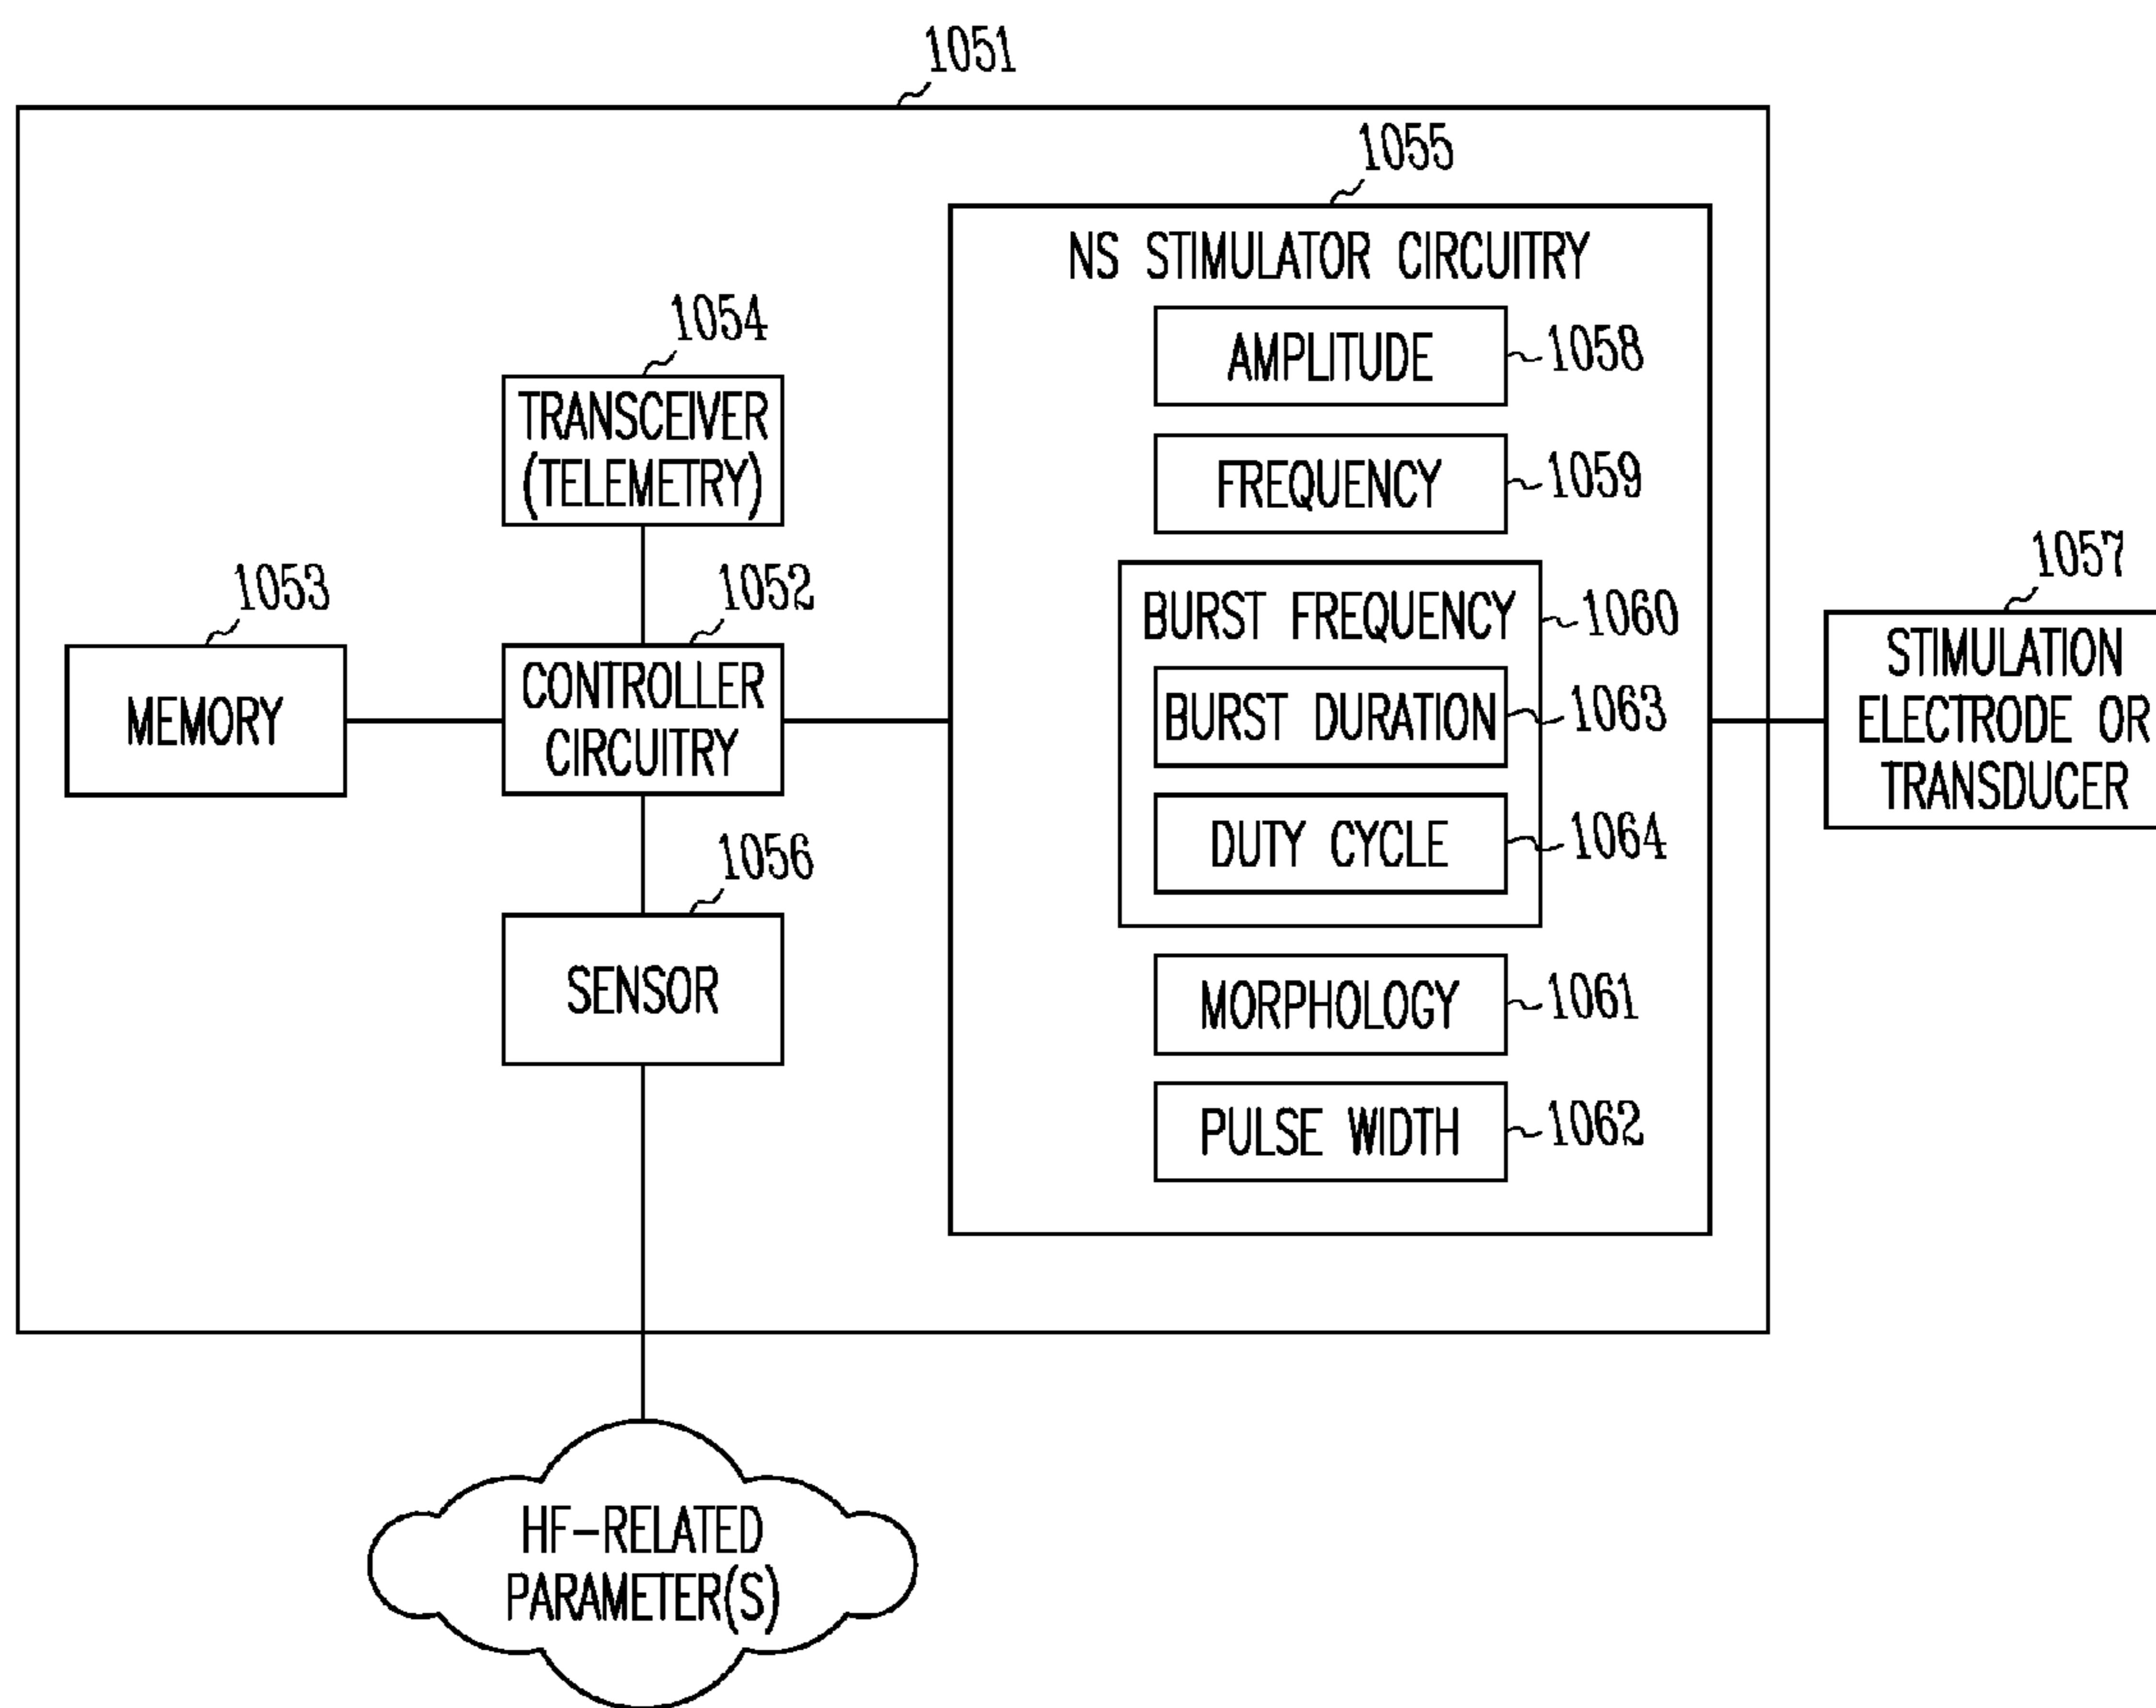 1051
1055
NS STIMULATOR CIRCUITRY
AMPLITUDE
1058
FREQUENCY
1059
BURST FREQUENCY
1060
BURST DURATION
1063
DUTY CYCLE
1064
MORPHOLOGY
1061
PULSE WIDTH
1062
1054
TRANSCEIVER
(TELEMETRY)
1053
MEMORY
1052
CONTROLLER
CIRCUITRY
1056
SENSOR
1057
STIMULATION
ELECTRODE OR
TRANSDUCER
HF-RELATED
PARAMETER(S)